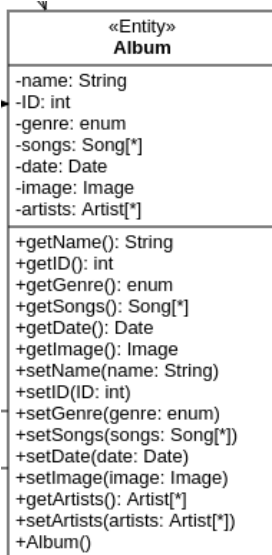 «Entity»
Album
-name: String
-ID: int
-genre: enum
-songs: Song[*]
-date: Date
-image: Image
-artists: Artist[*]
+getName(): String
+getID(): int
+getGenre(): enum
+getSongs(): Song[*]
+getDate(): Date
+getImage(): Image
+setName(name: String)
+setID(ID: int)
+setGenre(genre: enum)
+setSongs(songs: Song[*])
+setDate(date: Date)
+setImage(image: Image)
+getArtists(): Artist[*]
+setArtists(artists: Artist[*])
+Album()